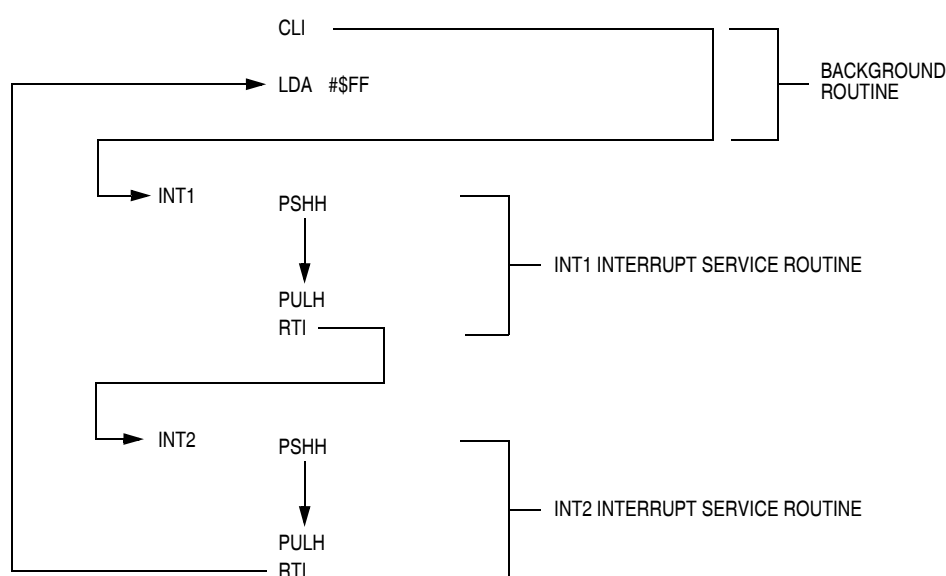 CLI
LDA #$FF
BACKGROUND
ROUTINE
INT1
PSHH
INT1 INTERRUPT SERVICE ROUTINE
PULH
RTI
INT2
PSHH
INT2 INTERRUPT SERVICE ROUTINE
PULH
RTI